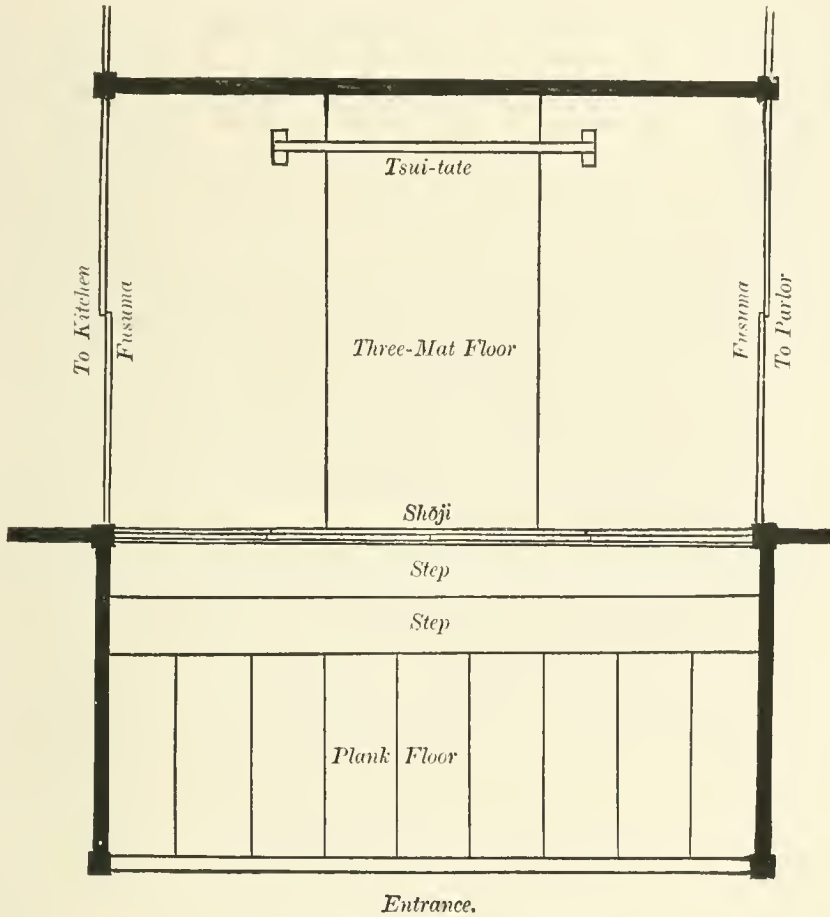 Tsui-tate
To Kitchen
Fusuma
Three-Mat Floor
Fusuma
To Parlor
Shōji
Step
Step
Plank Floor
Entrance.